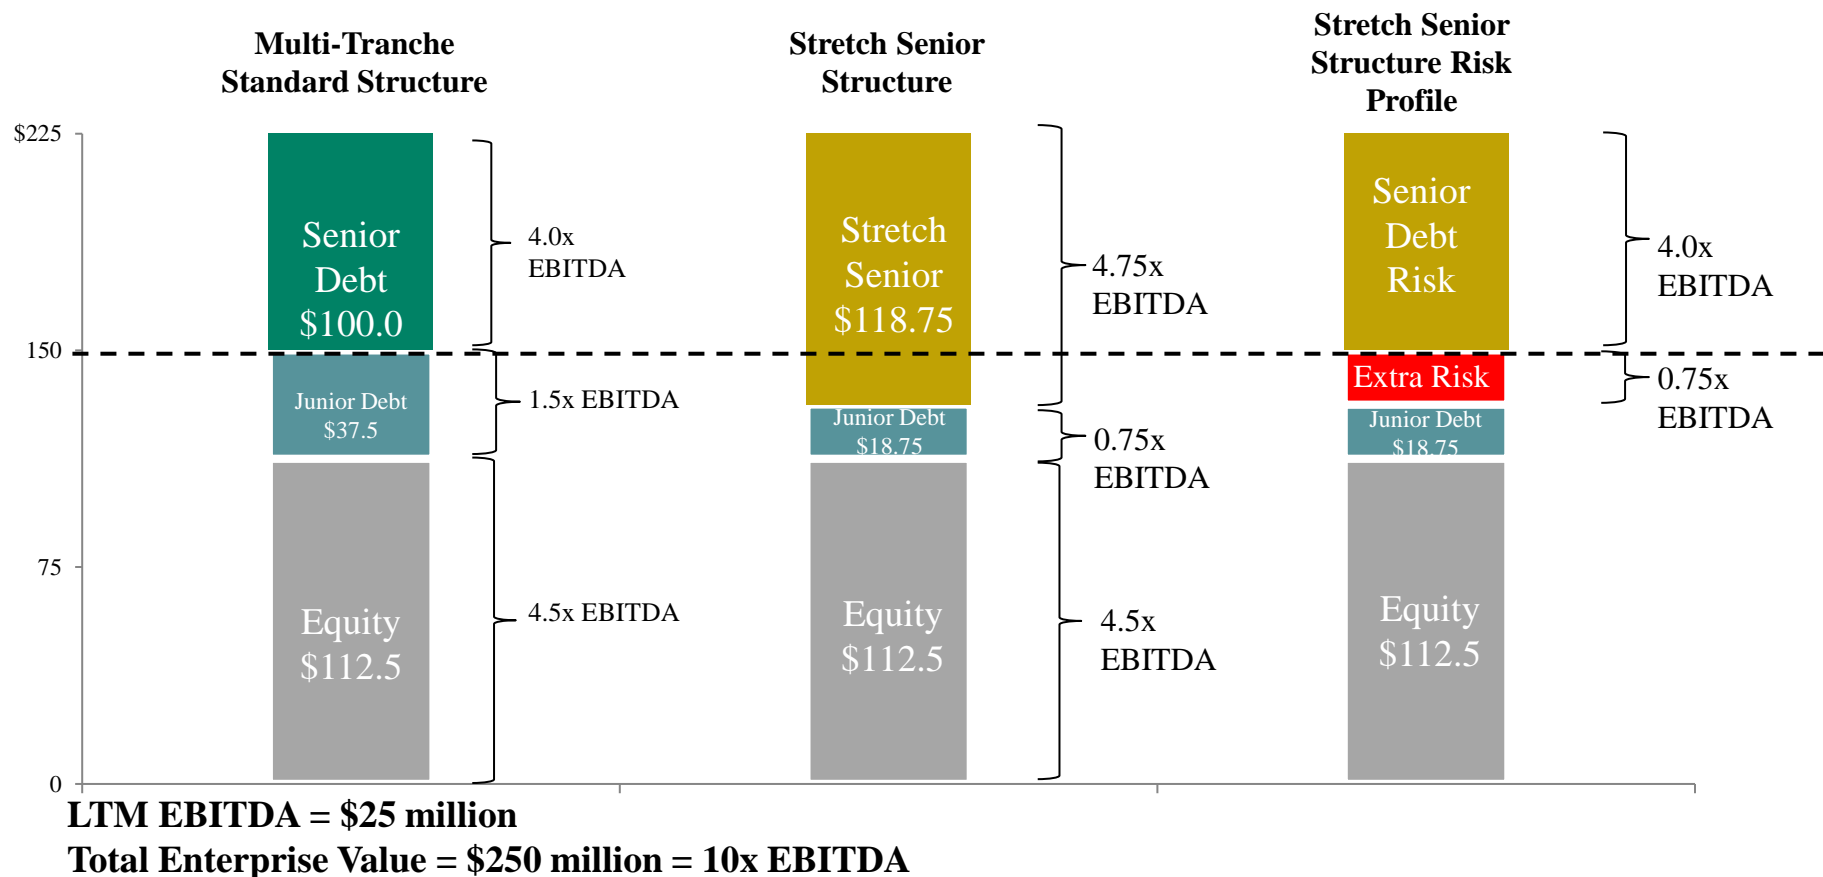 Multi-Tranche
Standard Structure
Stretch Senior
Structure
Stretch Senior
Structure Risk
Profile
$225
150
75
0
Senior
Debt
$100.0
4.0x
EBITDA
Junior Debt
$37.5
1.5x EBITDA
Equity
$112.5
4.5x EBITDA
Stretch
Senior
$118.75
4.75x
EBITDA
Junior Debt
$18.75
0.75x
EBITDA
Equity
$112.5
4.5x
EBITDA
Senior
Debt
Risk
4.0x
EBITDA
Extra Risk
0.75x
EBITDA
Junior Debt
$18.75
Equity
$112.5
LTM EBITDA = $25 million
Total Enterprise Value = $250 million = 10x EBITDA